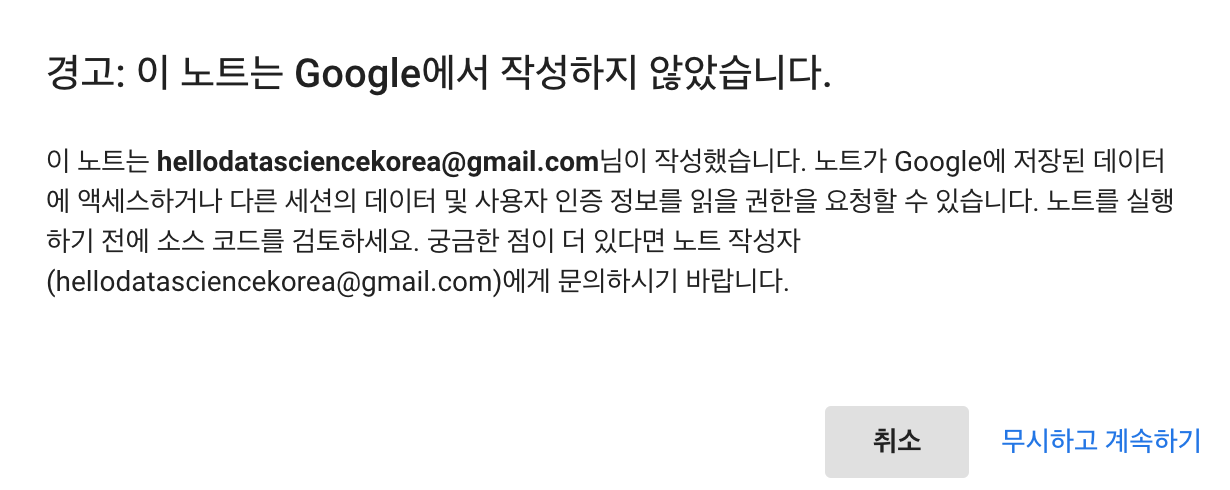 경고: 이 노트는 Google에서 작성하지 않았습니다.
이 노트는 hellodatasciencekorea@gmail.com님이 작성했습니다. 노트가 Google에 저장된 데이터
에 액세스하거나 다른 세션의 데이터 및 사용자 인증 정보를 읽을 권한을 요청할 수 있습니다. 노트를 실행
하기 전에 소스 코드를 검토하세요. 궁금한 점이 더 있다면 노트 작성자
(hellodatasciencekorea@gmail.com)에게 문의하시기 바랍니다.
취소 무시하고 계속하기